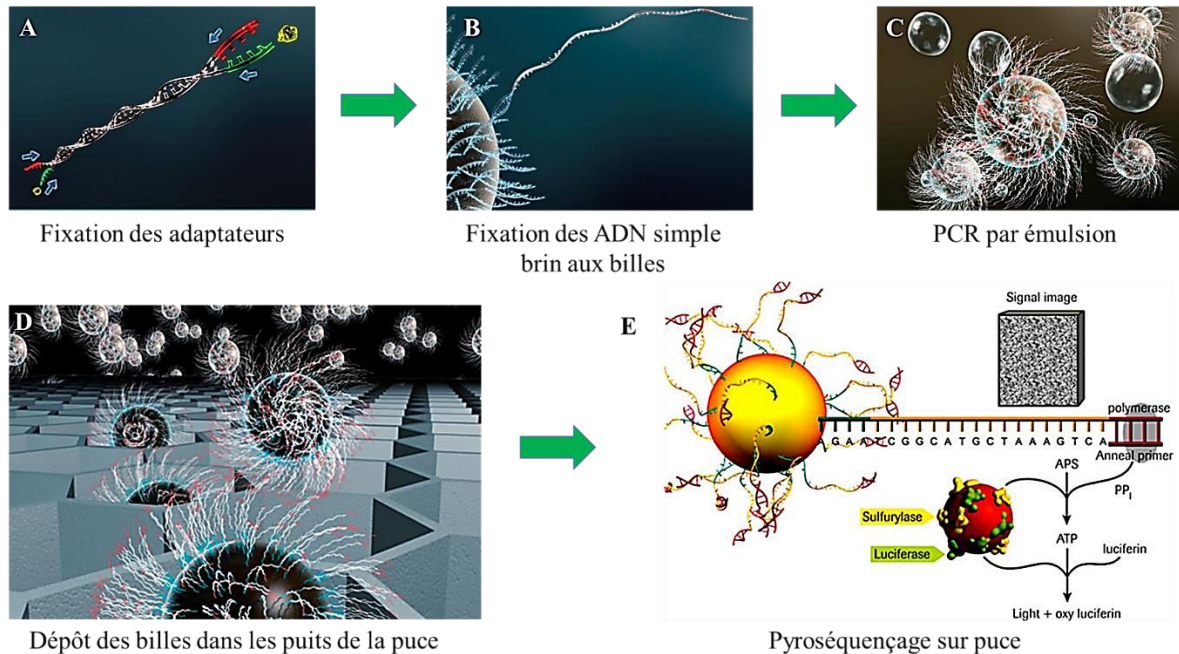 A
Fixation des adaptateurs
B
Fixation des ADN simple
brin aux billes
C
PCR par émulsion
D
Dépôt des billes dans les puits de la puce
E
Signal image
polymerase
AGAATCGGCATGCTAAAGTCA
Anneal primer
APS
PPI
Sulfurylase
Luciferase
ATP
luciferin
Light + oxy luciferin
Pyroséquençage sur puce